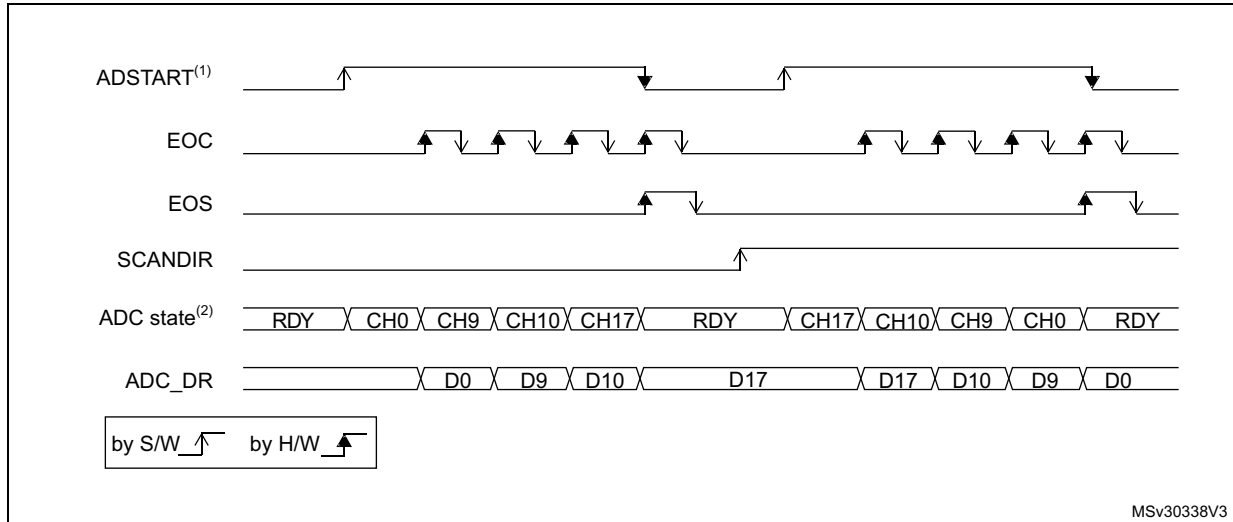 ADSTART(1)
EOC
EOS
SCANDIR
ADC state(2) RDY CH0 CH9 CH10 CH17 RDY CH17 CH10 CH9 CH0 RDY
ADC_DR D0 D9 D10 D17 D17 D10 D9 D0
by S/W by H/W
MSv30338V3